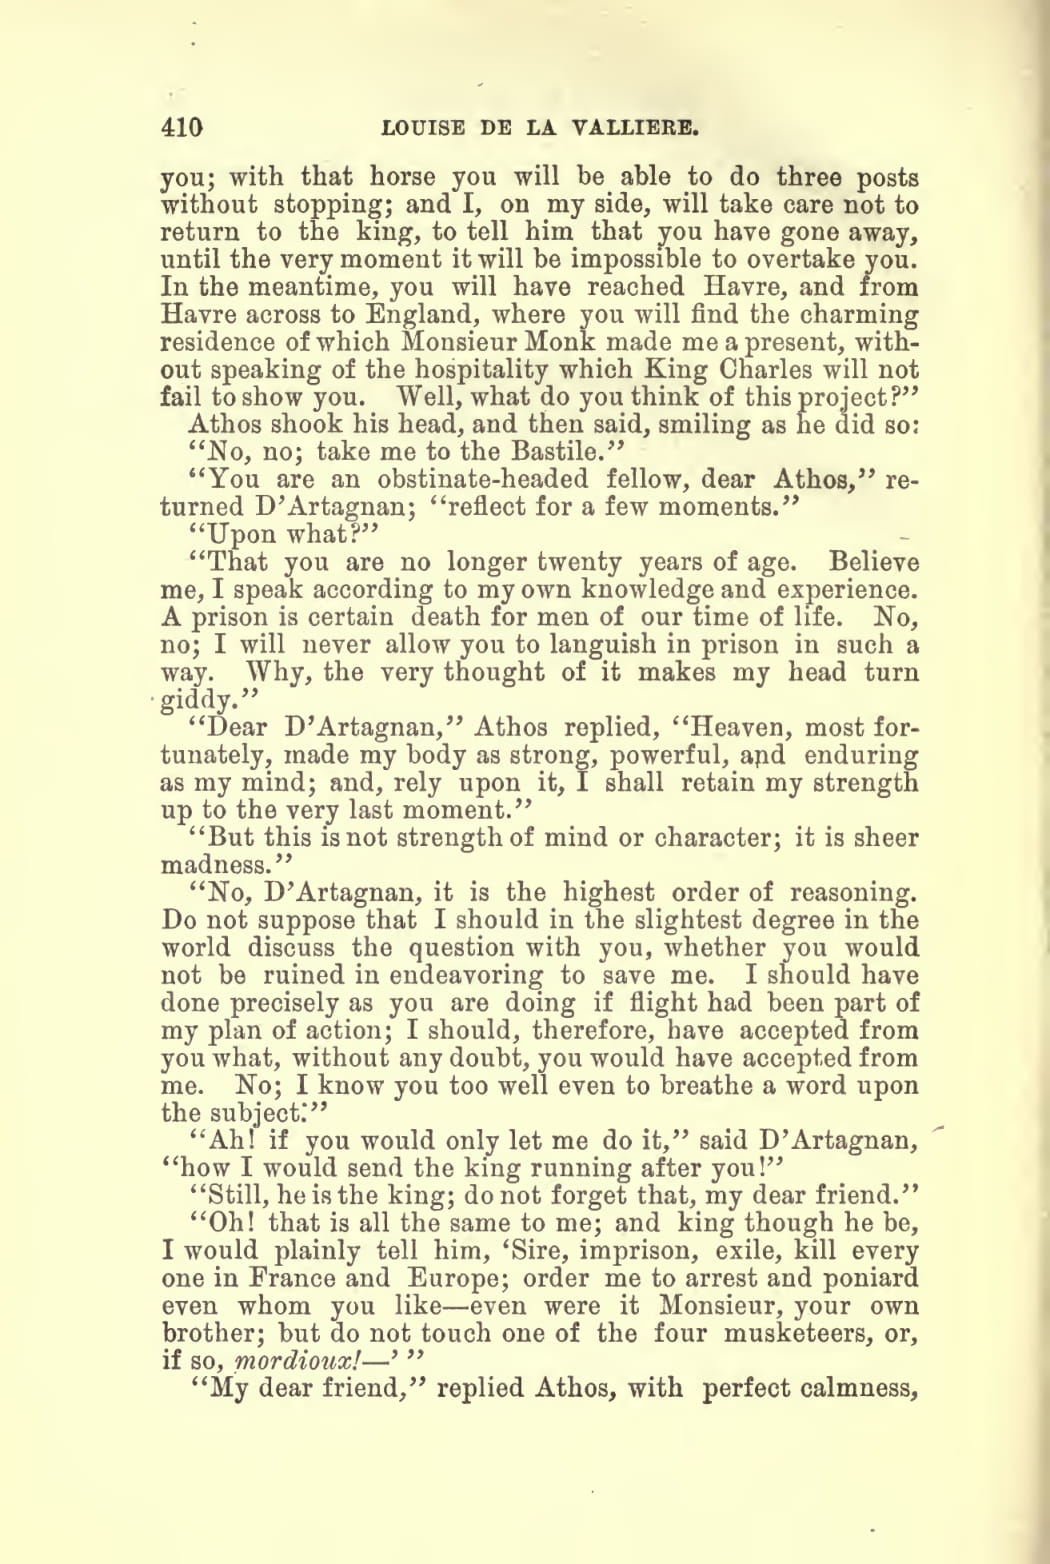 410 LOUISE DE LA VALLIERE.
you; with that horse you will be able to do three posts
without stopping; and I, on my side, will take care not to
return to the king, to tell him that you have gone away,
until the very moment it will be impossible to overtake you.
In the meantime, you will have reached Havre, and from
Havre across to England, where you will find the charming
residence of which Monsieur Monk made me a present, with-
out speaking of the hospitality which King Charles will not
fail to show you. Well, what do you think of this project?”
Athos shook his head, and then said, smiling as he did so:
“No, no; take me to the Bastile.”
“You are an obstinate-headed fellow, dear Athos,” re-
turned D’Artagnan; “reflect for a few moments.”
“Upon what?”
“That you are no longer twenty years of age. Believe
me, I speak according to my own knowledge and experience.
A prison is certain death for men of our time of life. No,
no; I will never allow you to languish in prison in such a
way. Why, the very thought of it makes my head turn
giddy.”
“Dear D’Artagnan,” Athos replied, “Heaven, most for-
tunately, made my body as strong, powerful, and enduring
as my mind; and, rely upon it, I shall retain my strength
up to the very last moment.”
“But this is not strength of mind or character; it is sheer
madness.”
“No, D’Artagnan, it is the highest order of reasoning.
Do not suppose that I should in the slightest degree in the
world discuss the question with you, whether you would
not be ruined in endeavoring to save me. I should have
done precisely as you are doing if flight had been part of
my plan of action; I should, therefore, have accepted from
you what, without any doubt, you would have accepted from
me. No; I know you too well even to breathe a word upon
the subject.”
“Ah! if you would only let me do it,” said D’Artagnan,
“how I would send the king running after you!”
“Still, he is the king; do not forget that, my dear friend.”
“Oh! that is all the same to me; and king though he be,
I would plainly tell him, ‘Sire, imprison, exile, kill every
one in France and Europe; order me to arrest and poniard
even whom you like—even were it Monsieur, your own
brother; but do not touch one of the four musketeers, or,
if so, mordioux!—’ ”
“My dear friend,” replied Athos, with perfect calmness,